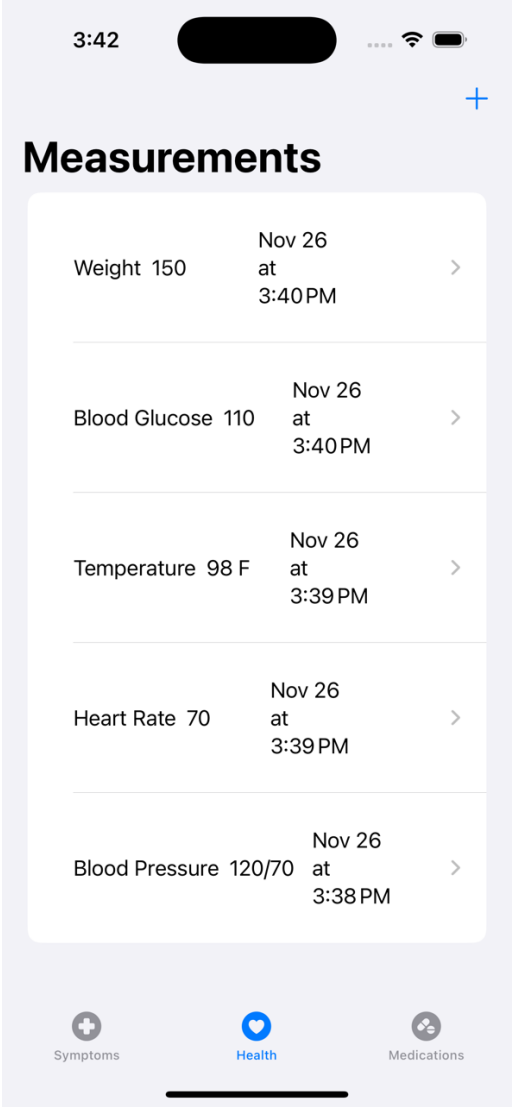 3:42
Measurements
Weight 150
Nov 26
at
3:40 PM
Blood Glucose 110
Nov 26
at
3:40 PM
Temperature 98 F
Nov 26
at
3:39 PM
Heart Rate 70
Nov 26
at
3:39 PM
Blood Pressure 120/70
Nov 26
at
3:38 PM
Symptoms
Health
Medications